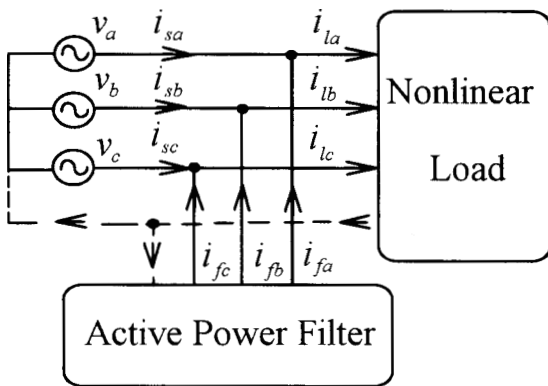 v_a i_sa i_la
v_b i_sb i_lb
v_c i_sc i_lc
Nonlinear
Load
i_fc i_fb i_fa
Active Power Filter